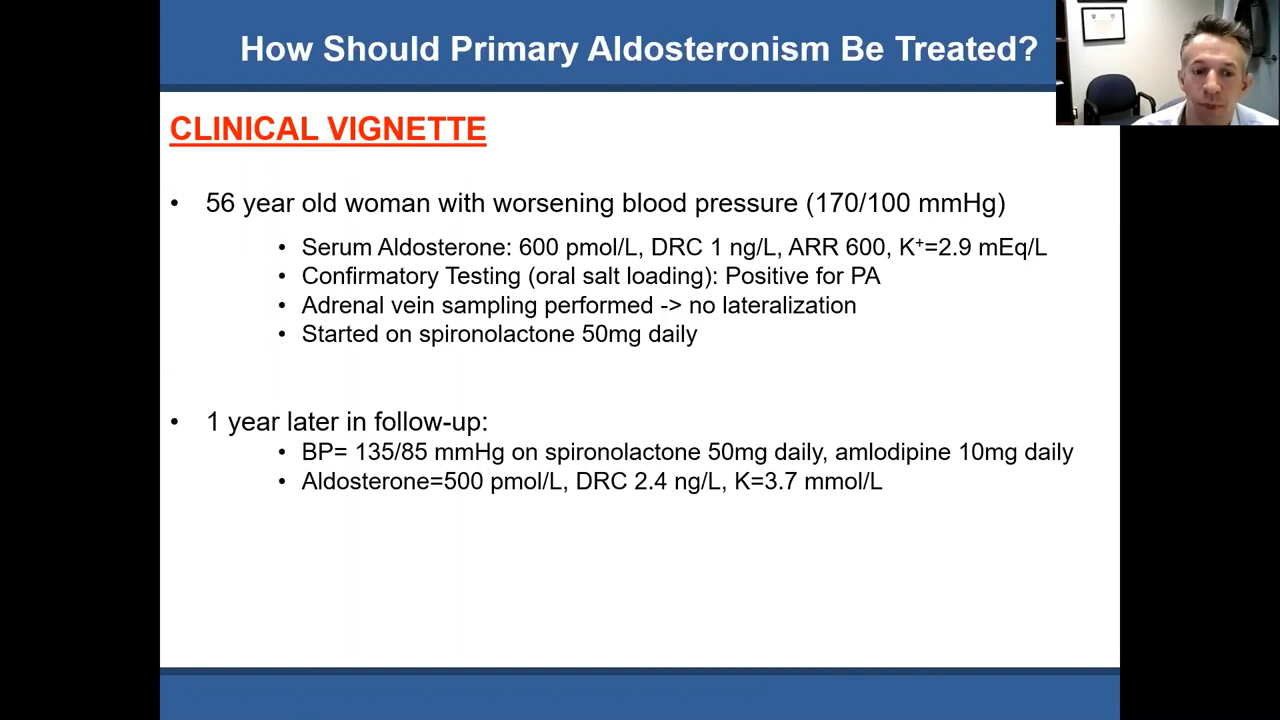 How Should Primary Aldosteronism Be Treated?
CLINICAL VIGNETTE
• 56 year old woman with worsening blood pressure (170/100 mmHg)
• Serum Aldosterone: 600 pmol/L, DRC 1 ng/L, ARR 600, K⁺=2.9 mEq/L
• Confirmatory Testing (oral salt loading): Positive for PA
• Adrenal vein sampling performed -> no lateralization
• Started on spironolactone 50mg daily
• 1 year later in follow-up:
• BP= 135/85 mmHg on spironolactone 50mg daily, amlodipine 10mg daily
• Aldosterone=500 pmol/L, DRC 2.4 ng/L, K=3.7 mmol/L